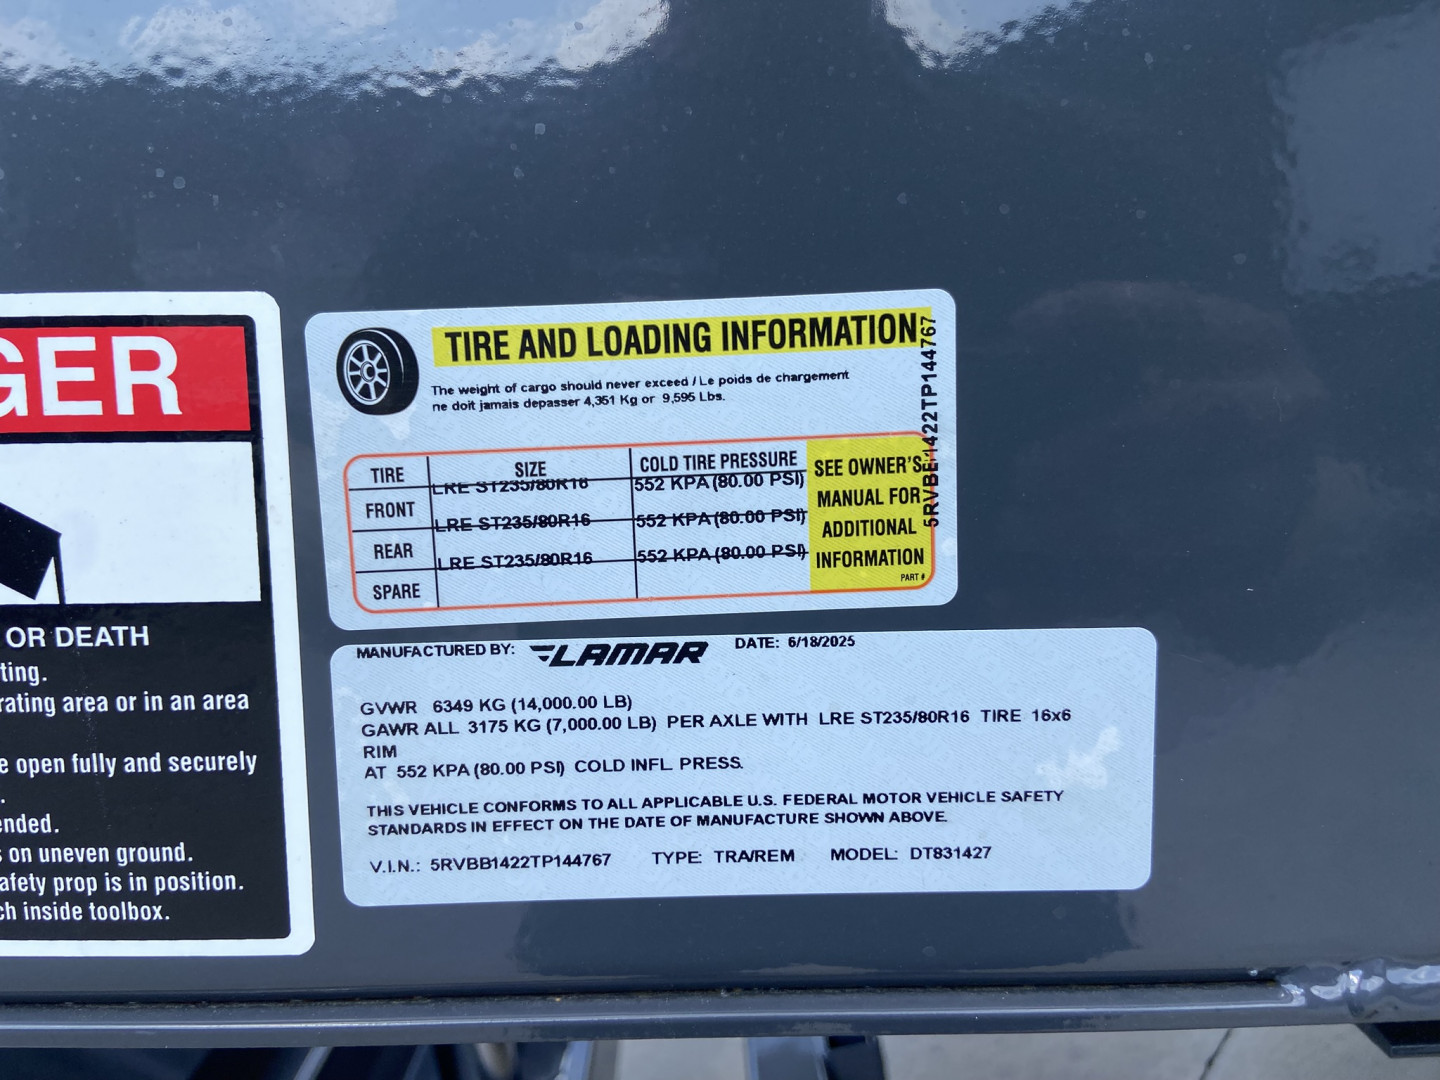 GER
OR DEATH
ting.
rating area or in an area
e open fully and securely
.
ended.
s on uneven ground.
afety prop is in position.
ch inside toolbox.
TIRE AND LOADING INFORMATION
The weight of cargo should never exceed / Le poids de chargement
ne doit jamais depasser 4,351 Kg or 9,595 Lbs.
TIRE SIZE COLD TIRE PRESSURE
FRONT LRE ST235/80R16 552 KPA (80.00 PSI)
REAR LRE ST235/80R16 552 KPA (80.00 PSI)
SPARE LRE ST235/80R16 552 KPA (80.00 PSI)
SEE OWNER'S
MANUAL FOR
ADDITIONAL
INFORMATION
PART #
5RVBB1422TP144767
MANUFACTURED BY: LAMAR DATE: 6/18/2025
GVWR 6349 KG (14,000.00 LB)
GAWR ALL 3175 KG (7,000.00 LB) PER AXLE WITH LRE ST235/80R16 TIRE 16x6
RIM
AT 552 KPA (80.00 PSI) COLD INFL. PRESS.
THIS VEHICLE CONFORMS TO ALL APPLICABLE U.S. FEDERAL MOTOR VEHICLE SAFETY
STANDARDS IN EFFECT ON THE DATE OF MANUFACTURE SHOWN ABOVE.
V.I.N.: 5RVBB1422TP144767 TYPE: TRA/REM MODEL: DT831427